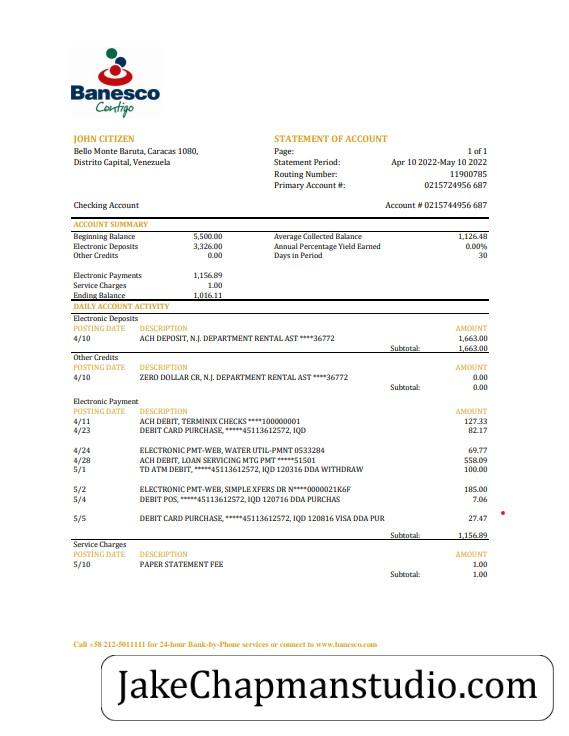 Banesco
Contigo
JOHN CITIZEN
Bello Monte Baruta, Caracas 1080,
Distrito Capital, Venezuela
STATEMENT OF ACCOUNT
Page: 1 of 1
Statement Period: Apr 10 2022-May 10 2022
Routing Number: 11900785
Primary Account #: 0215724956 687
Checking Account Account # 0215744956 687
ACCOUNT SUMMARY
Beginning Balance 5,500.00 Average Collected Balance 1,126.48
Electronic Deposits 3,326.00 Annual Percentage Yield Earned 0.00%
Other Credits 0.00 Days in Period 30
Electronic Payments 1,156.89
Service Charges 1.00
Ending Balance 1,016.11
DAILY ACCOUNT ACTIVITY
Electronic Deposits
POSTING DATE DESCRIPTION AMOUNT
4/10 ACH DEPOSIT, N.J. DEPARTMENT RENTAL AST ****36772 1,663.00
Subtotal: 1,663.00
Other Credits
POSTING DATE DESCRIPTION AMOUNT
4/10 ZERO DOLLAR CR, N.J. DEPARTMENT RENTAL AST ****36772 0.00
Subtotal: 0.00
Electronic Payment
POSTING DATE DESCRIPTION AMOUNT
4/11 ACH DEBIT, TERMINIX CHECKS ****100000001 127.33
4/23 DEBIT CARD PURCHASE, *****45113612572, IQD 82.17
4/24 ELECTRONIC PMT-WEB, WATER UTIL-PMNT 0533284 69.77
4/28 ACH DEBIT, LOAN SERVICING MTG PMT *****51501 558.09
5/1 TD ATM DEBIT, *****45113612572, IQD 120316 DDA WITHDRAW 100.00
5/2 ELECTRONIC PMT-WEB, SIMPLE XFERS DR N****0000021K6F 185.00
5/4 DEBIT POS, *****45113612572, IQD 120716 DDA PURCHAS 7.06
5/5 DEBIT CARD PURCHASE, *****45113612572, IQD 120816 VISA DDA PUR 27.47
Subtotal: 1,156.89
Service Charges
POSTING DATE DESCRIPTION AMOUNT
5/10 PAPER STATEMENT FEE 1.00
Subtotal: 1.00
Call +58 212-5011111 for 24-hour Bank-by-Phone services or connect to www.banesco.com
JakeChapmanstudio.com